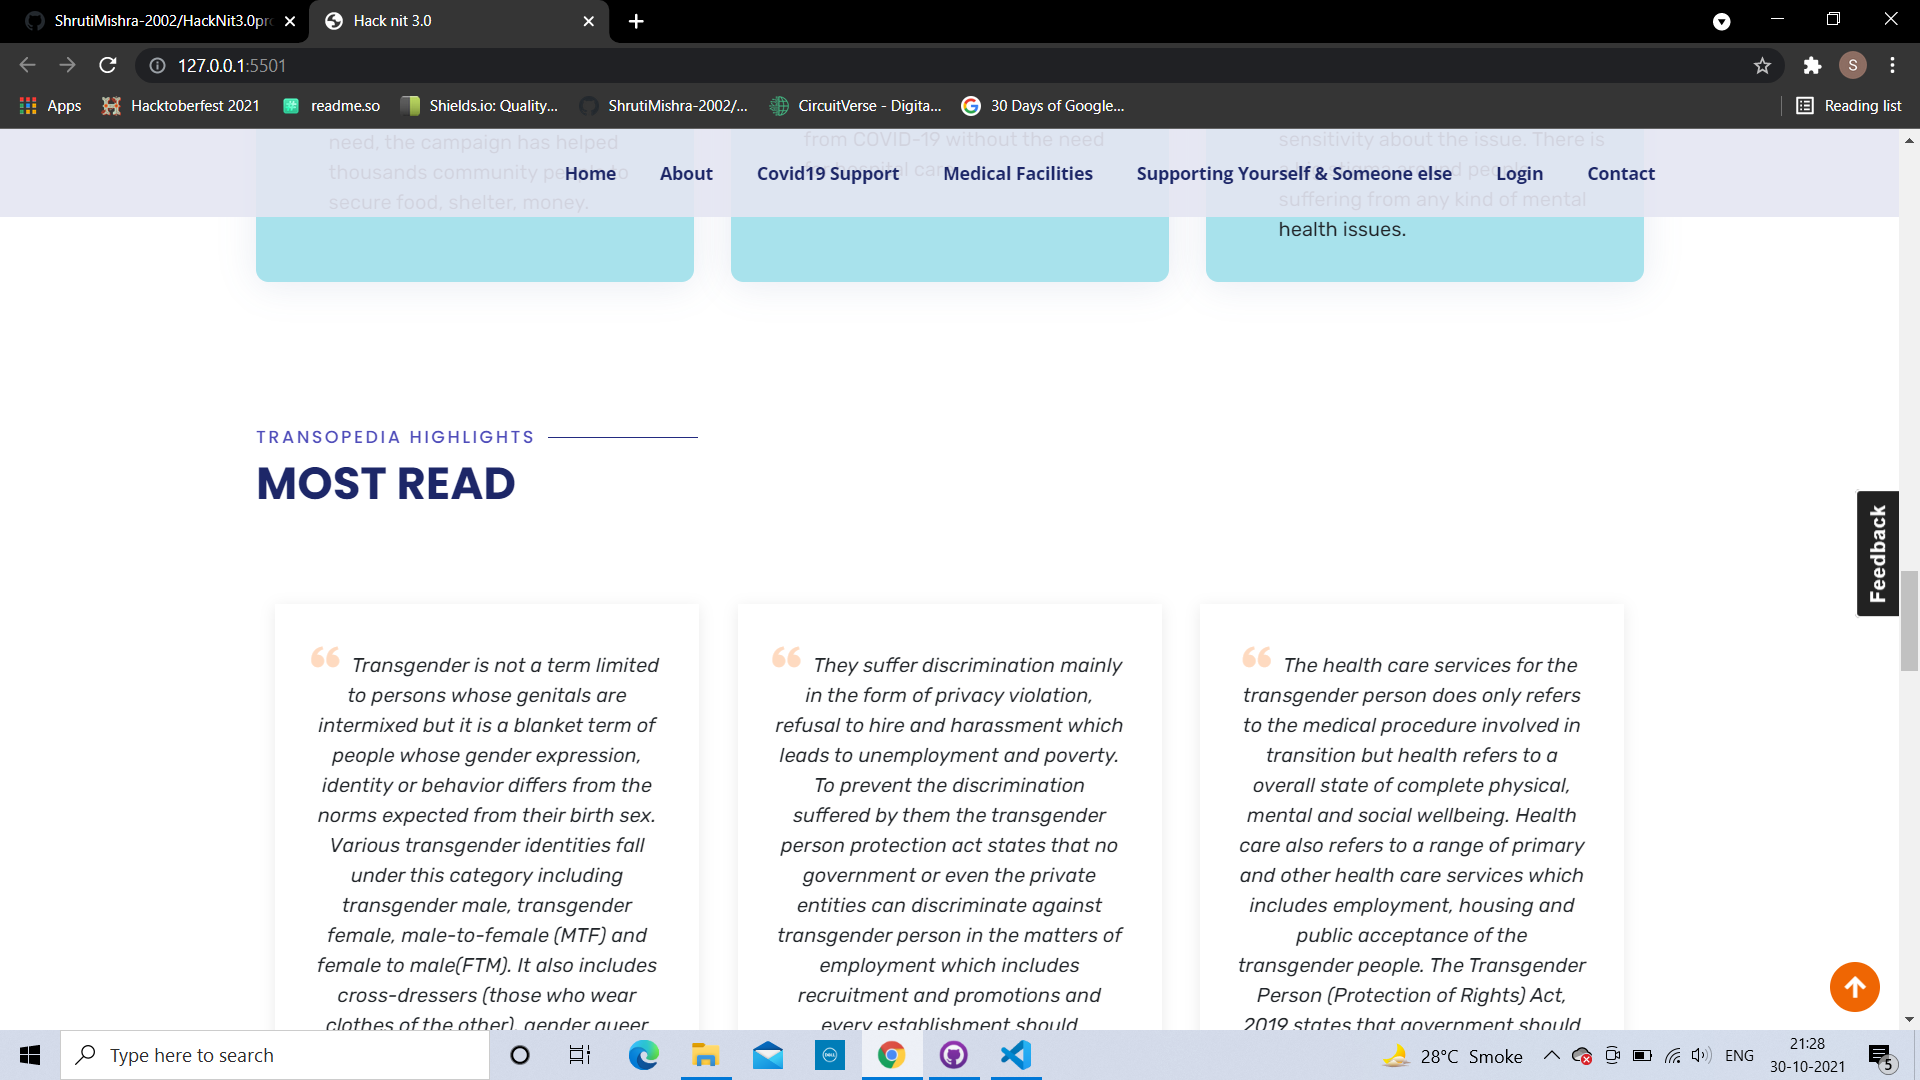 ShrutiMishra-2002/HackNit3.0pr
Hack nit 3.0
127.0.0.1:5501
S
Apps
Hacktoberfest 2021
readme.so
Shields.io: Quality...
ShrutiMishra-2002/...
CircuitVerse - Digita...
30 Days of Google...
Reading list
need, the campaign has helped
thousands community
secure food, shelter, money,
from COVID-19 without the need
sensitivity about the issue. There is
suffering from any kind of mental
health issues.
Home
About
Covid19 Support
Medical Facilities
Supporting Yourself & Someone else
Login
Contact
TRANSOPEDIA HIGHLIGHTS
MOST READ
Feedback
Transgender is not a term limited
to persons whose genitals are
intermixed but it is a blanket term of
people whose gender expression,
identity or behavior differs from the
norms expected from their birth sex.
Various transgender identities fall
under this category including
transgender male, transgender
female, male-to-female (MTF) and
female to male(FTM). It also includes
cross-dressers (those who wear
clothes of the other), gender queer
They suffer discrimination mainly
in the form of privacy violation,
refusal to hire and harassment which
leads to unemployment and poverty.
To prevent the discrimination
suffered by them the transgender
person protection act states that no
government or even the private
entities can discriminate against
transgender person in the matters of
employment which includes
recruitment and promotions and
every establishment should
The health care services for the
transgender person does only refers
to the medical procedure involved in
transition but health refers to a
overall state of complete physical,
mental and social wellbeing. Health
care also refers to a range of primary
and other health care services which
includes employment, housing and
public acceptance of the
transgender people. The Transgender
Person (Protection of Rights) Act,
2019 states that government should
Type here to search
DELL
28°C Smoke
ENG
21:28
30-10-2021
5